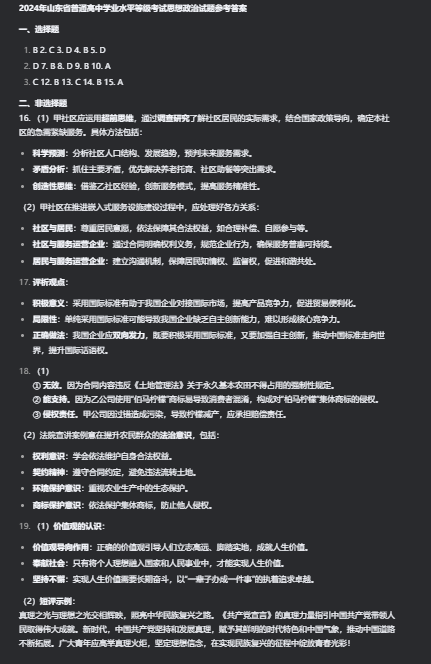 2024年山东省普通高中学业水平等级考试思想政治试题参考答案
一、选择题
1. B 2. C 3. D 4. B 5. D
2. D 7. B 8. D 9. B 10. A
3. C 12. B 13. C 14. B 15. A
二、非选择题
16. （1）甲社区应运用超前思维，通过调查研究了解社区居民的实际需求，结合国家政策导向，确定本社
区的急需紧缺服务。具体方法包括：
• 科学预测：分析社区人口结构、发展趋势，预判未来服务需求。
• 矛盾分析：抓住主要矛盾，优先解决养老托育、社区助餐等突出需求。
• 创造性思维：借鉴乙社区经验，创新服务模式，提高服务精准性。
（2）甲社区在推进嵌入式服务设施建设过程中，应处理好各方关系：
• 社区与居民：尊重居民意愿，依法保障其合法权益，如合理补偿、自愿参与等。
• 社区与服务运营企业：通过合同明确权利义务，规范企业行为，确保服务普惠可持续。
• 居民与服务运营企业：建立沟通机制，保障居民知情权、监督权，促进和谐共处。
17. 评析观点：
• 积极意义：采用国际标准有助于我国企业对接国际市场，提高产品竞争力，促进贸易便利化。
• 局限性：单纯采用国际标准可能导致我国企业缺乏自主创新能力，难以形成核心竞争力。
• 正确做法：我国企业应双向发力，既要积极采用国际标准，又要加强自主创新，推动中国标准走向世
界，提升国际话语权。
18. （1）
① 无效。因为合同内容违反《土地管理法》关于永久基本农田不得占用的强制性规定。
② 能支持。因为乙公司使用“伯马柠檬”商标易导致消费者混淆，构成对“柏马柠檬”集体商标的侵权。
③ 侵权责任。甲公司因过错造成污染，导致柠檬减产，应承担赔偿责任。
（2）法院宣讲案例意在提升农民群众的法治意识，包括：
• 权利意识：学会依法维护自身合法权益。
• 契约精神：遵守合同约定，避免违法流转土地。
• 环境保护意识：重视农业生产中的生态保护。
• 商标保护意识：依法保护集体商标，防止他人侵权。
19. （1）价值观的认识：
• 价值观导向作用：正确的价值观引导人们立志高远、脚踏实地，成就人生价值。
• 奉献社会：只有将个人理想融入国家和人民事业中，才能实现人生价值。
• 坚持不懈：实现人生价值需要长期奋斗，以“一辈子办成一件事”的执着追求卓越。
（2）短评示例：
真理之光与理想之光交相辉映，照亮中华民族复兴之路。《共产党宣言》的真理力量指引中国共产党带领人
民取得伟大成就。新时代，中国共产党坚持和发展真理，赋予其鲜明的时代特色和中国气象，推动中国道路
不断拓展。广大青年应高举真理火炬，坚定理想信念，在实现民族复兴的征程中绽放青春光彩！